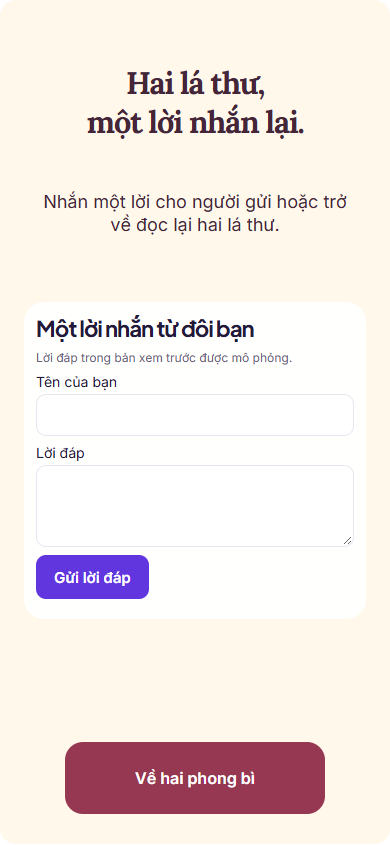 Hai lá thư,
một lời nhắn lại.
Nhắn một lời cho người gửi hoặc trở
về đọc lại hai lá thư.
Một lời nhắn từ đôi bạn
Lời đáp trong bản xem trước được mô phỏng.
Tên của bạn
Lời đáp
Gửi lời đáp
Về hai phong bì